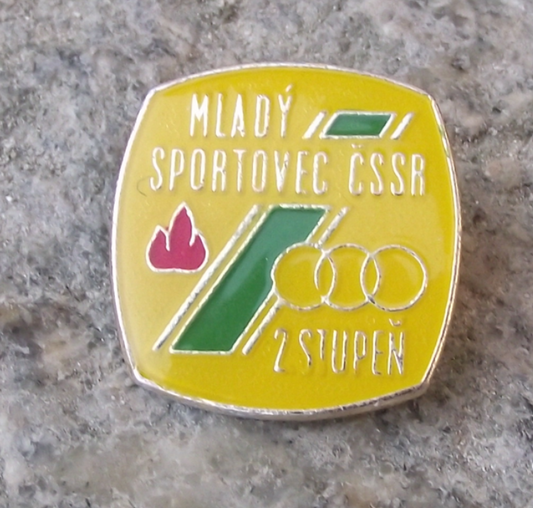 MLADÝ
SPORTOVEC ČSSR
2 STUPEŇ